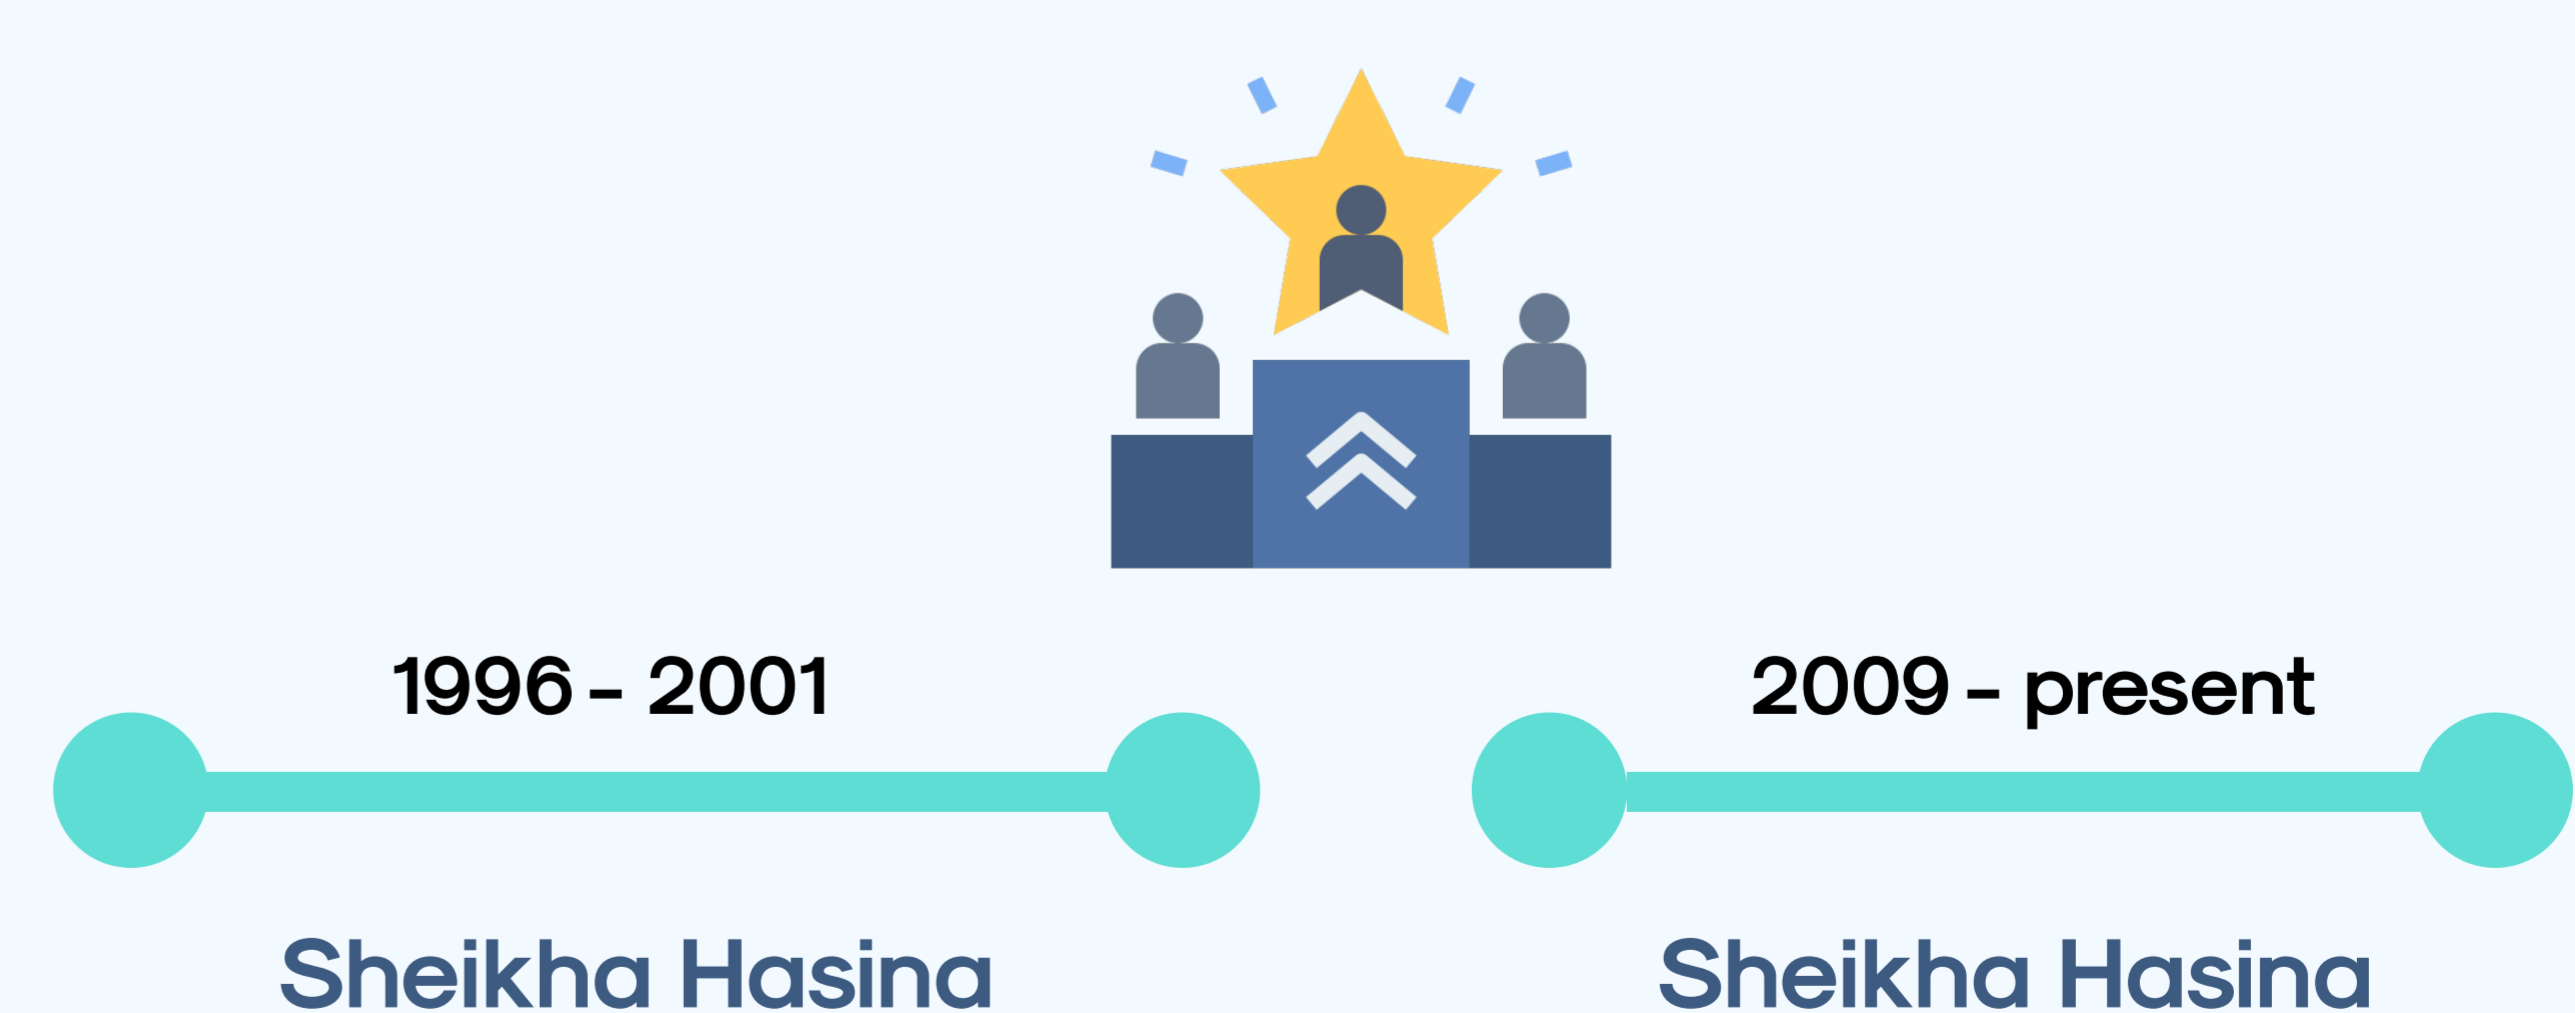 1996 – 2001
2009 – present
Sheikha Hasina
Sheikha Hasina